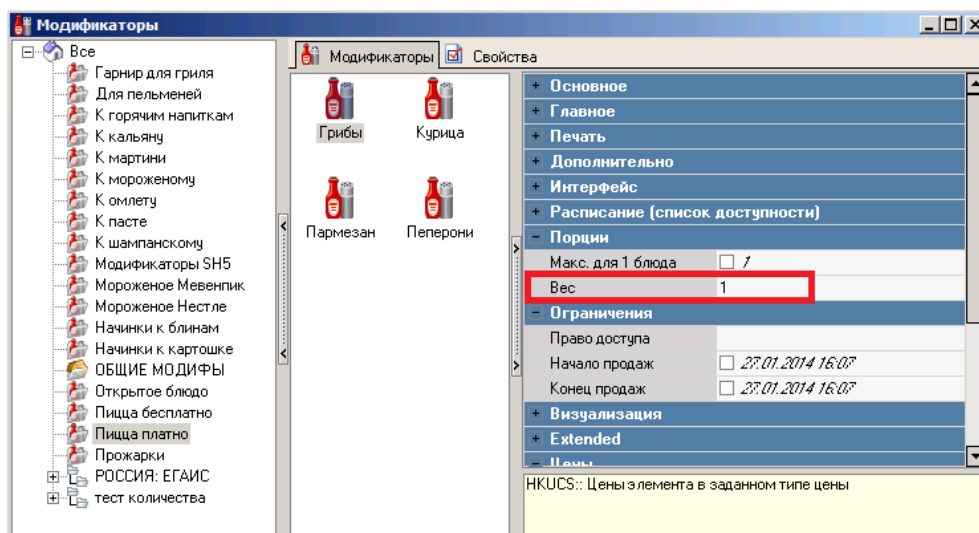 Модификаторы
Все
Гарнир для гриля
Для пельменей
К горячим напиткам
К кальяну
К мартини
К мороженому
К омлету
К пасте
К шампанскому
Модификаторы SH5
Мороженое Мевенпик
Мороженое Нестле
Начинки к блинам
Начинки к картошке
ОБЩИЕ МОДИФЫ
Открытое блюдо
Пицца бесплатно
Пицца платно
Прожарки
РОССИЯ: ЕГАИС
тест количества
Модификаторы Свойства
Грибы Курица
Пармезан Пеперони
Основное
Главное
Печать
Дополнительно
Интерфейс
Расписание (список доступности)
Порции
Макс. для 1 блюда 1
Вес 1
Ограничения
Право доступа
Начало продаж 27.01.2014 16:07
Конец продаж 27.01.2014 16:07
Визуализация
Extended
Цены
HKUCS:: Цены элемента в заданном типе цены